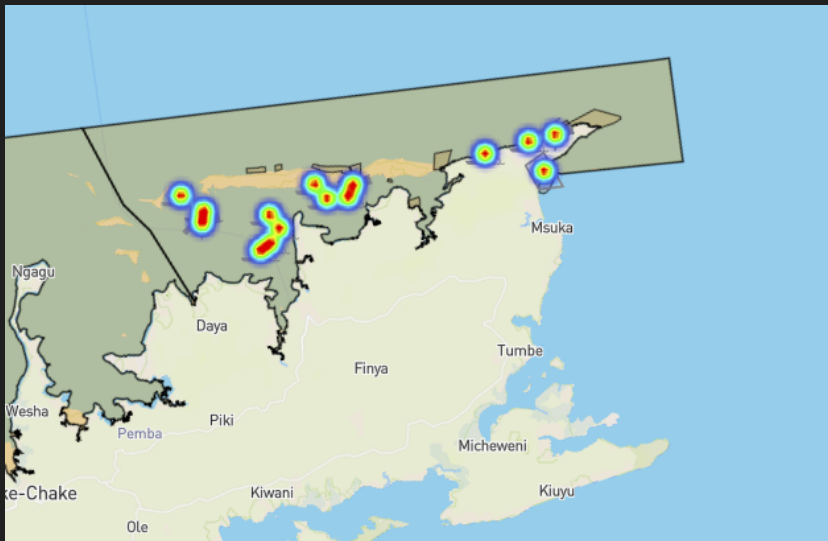 Msuka
Ngagu
Daya
Tumbe
Finya
Wesha
Piki
Pemba
Micheweni
ke-Chake
Kiwani
Kiuyu
Ole